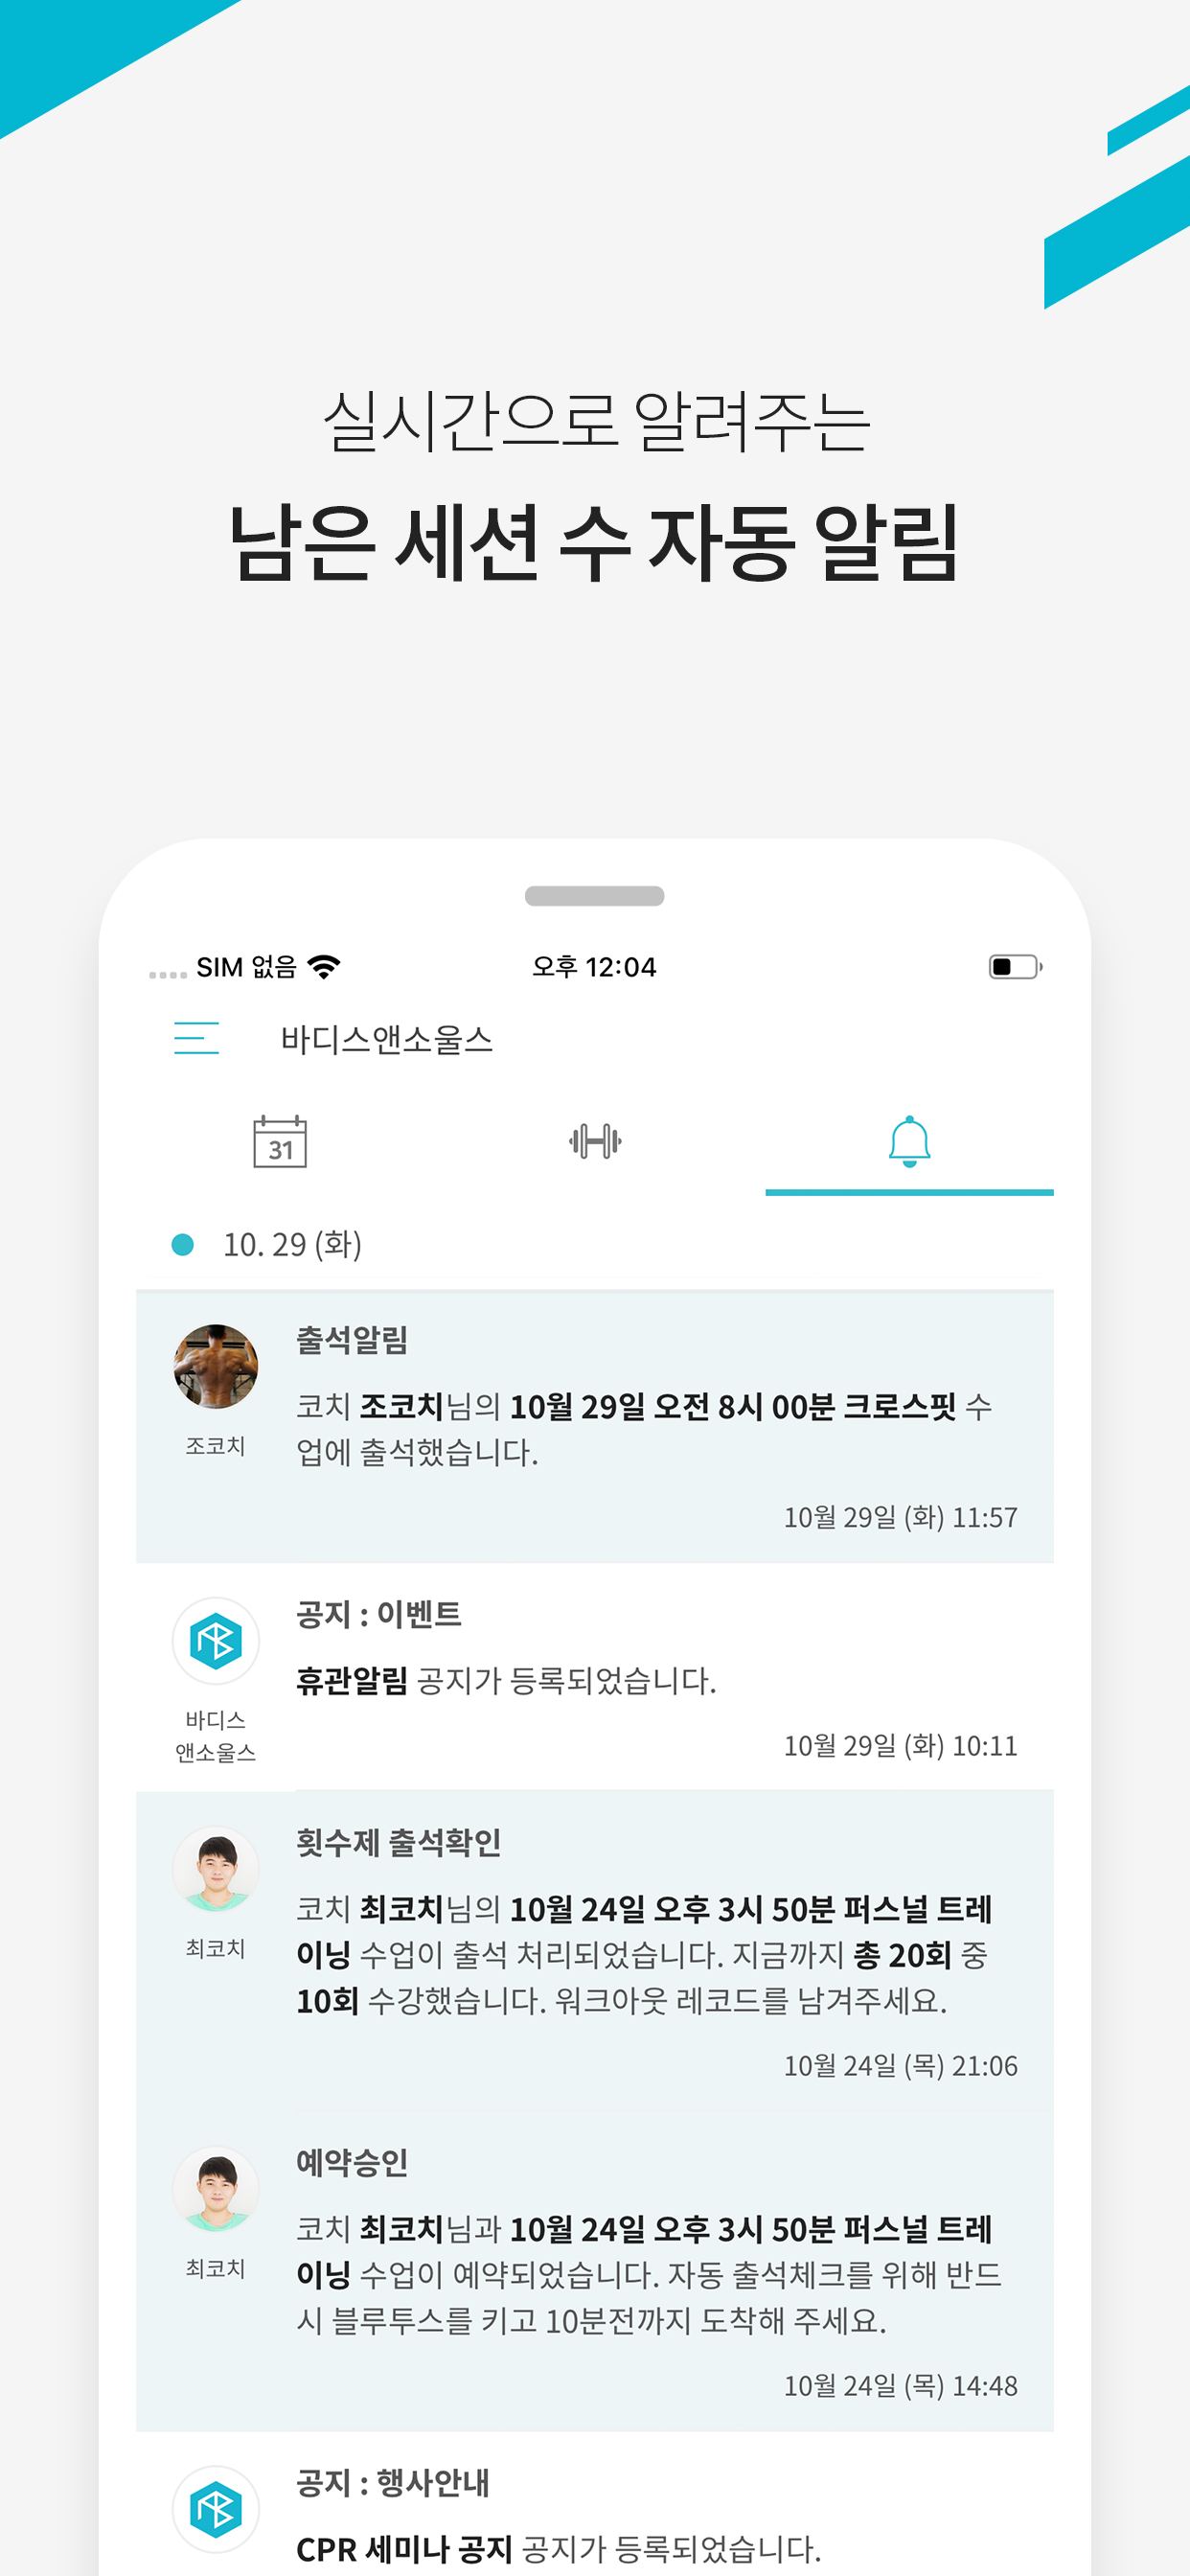 실시간으로 알려주는
남은 세션 수 자동 알림
SIM 없음
오후 12:04
바디스앤소울스
31
10. 29 (화)
출석알림
조코치
코치 조코치님의 10월 29일 오전 8시 00분 크로스핏 수
업에 출석했습니다.
10월 29일 (화) 11:57
공지 : 이벤트
바디스
앤소울스
휴관알림 공지가 등록되었습니다.
10월 29일 (화) 10:11
횟수제 출석확인
최코치
코치 최코치님의 10월 24일 오후 3시 50분 퍼스널 트레
이닝 수업이 출석 처리되었습니다. 지금까지 총 20회 중
10회 수강했습니다. 워크아웃 레코드를 남겨주세요.
10월 24일 (목) 21:06
예약승인
최코치
코치 최코치님과 10월 24일 오후 3시 50분 퍼스널 트레
이닝 수업이 예약되었습니다. 자동 출석체크를 위해 반드
시 블루투스를 키고 10분전까지 도착해 주세요.
10월 24일 (목) 14:48
공지 : 행사안내
CPR 세미나 공지 공지가 등록되었습니다.